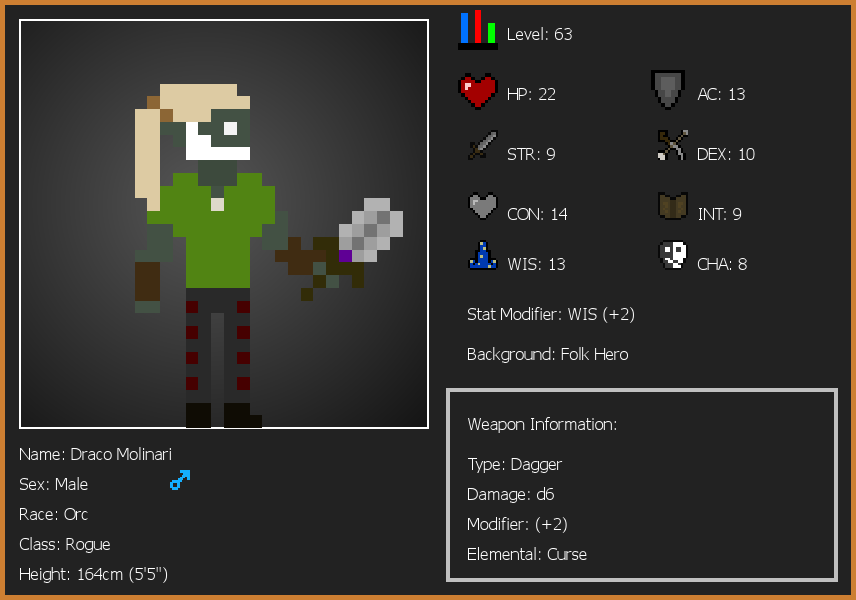 Level: 63
HP: 22
AC: 13
STR: 9
DEX: 10
CON: 14
INT: 9
WIS: 13
CHA: 8
Stat Modifier: WIS (+2)
Background: Folk Hero
Weapon Information:
Type: Dagger
Damage: d6
Modifier: (+2)
Elemental: Curse
Name: Draco Molinari
Sex: Male
Race: Orc
Class: Rogue
Height: 164cm (5'5")